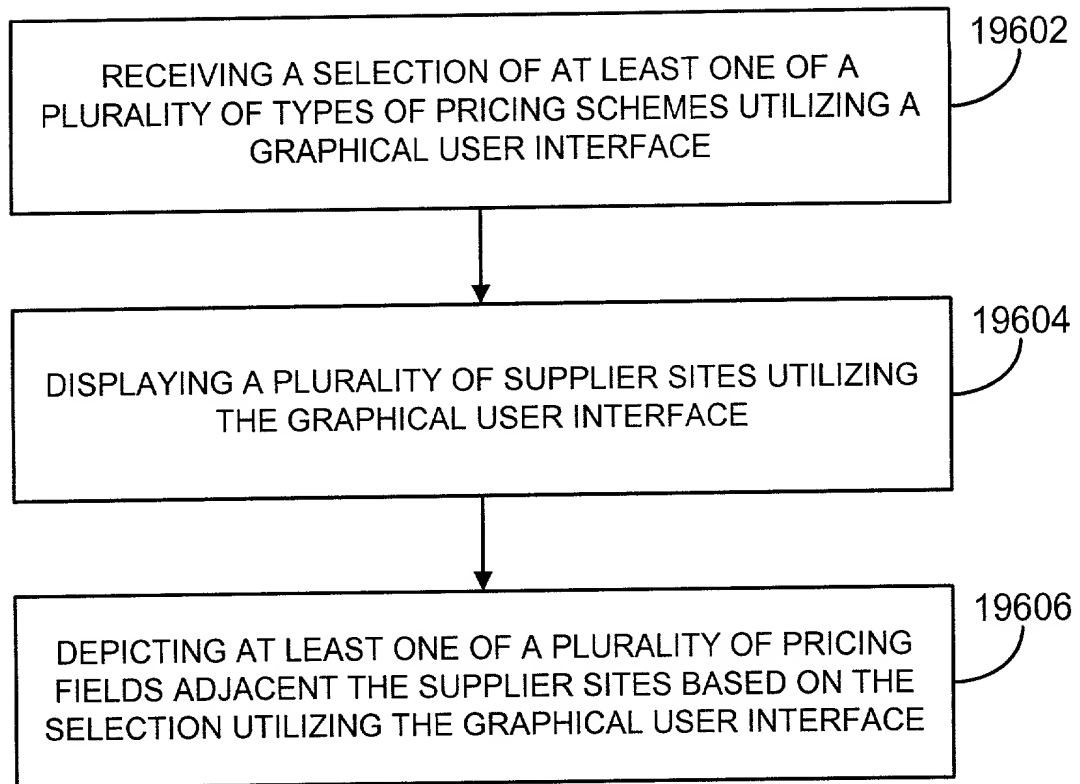 19602
RECEIVING A SELECTION OF AT LEAST ONE OF A
PLURALITY OF TYPES OF PRICING SCHEMES UTILIZING A
GRAPHICAL USER INTERFACE
19604
DISPLAYING A PLURALITY OF SUPPLIER SITES UTILIZING
THE GRAPHICAL USER INTERFACE
19606
DEPICTING AT LEAST ONE OF A PLURALITY OF PRICING
FIELDS ADJACENT THE SUPPLIER SITES BASED ON THE
SELECTION UTILIZING THE GRAPHICAL USER INTERFACE